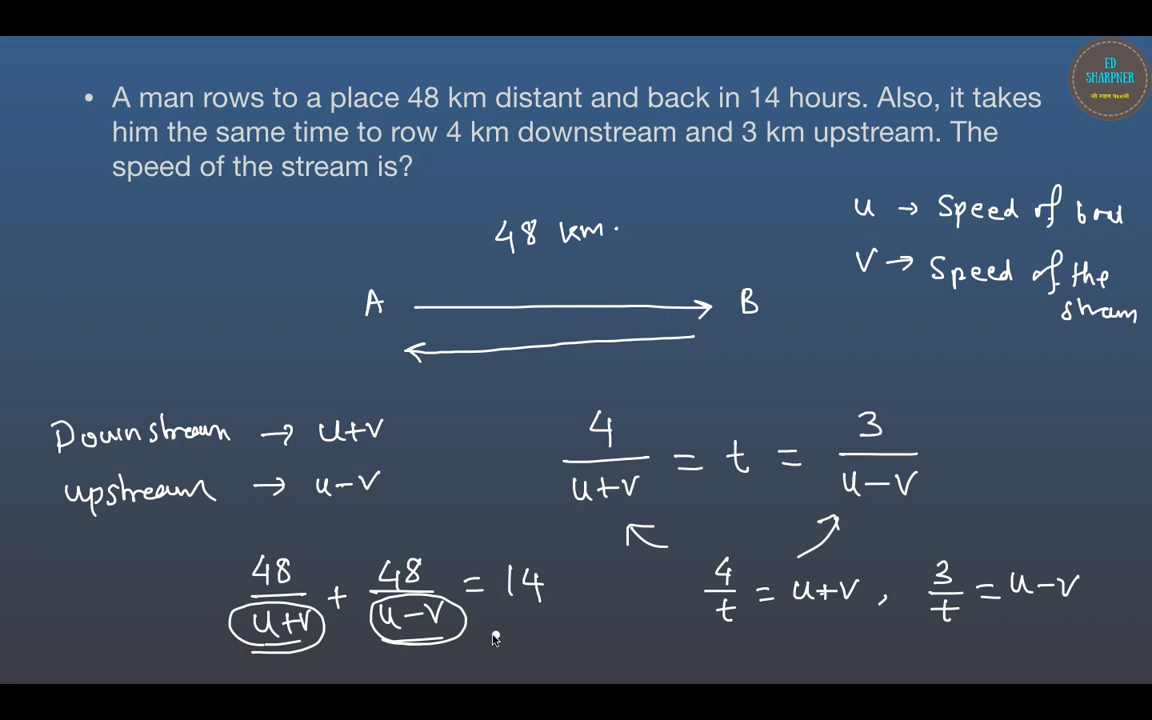 ED
SHARPNER
• A man rows to a place 48 km distant and back in 14 hours. Also, it takes
him the same time to row 4 km downstream and 3 km upstream. The
speed of the stream is?
u → Speed of boat
48 km.
V → Speed of the
stream
A B
Downstream → u+v
4/(u+v) = t = 3/(u-v)
upstream → u-v
48/(u+v) + 48/(u-v) = 14
4/t = u+v, 3/t = u-v